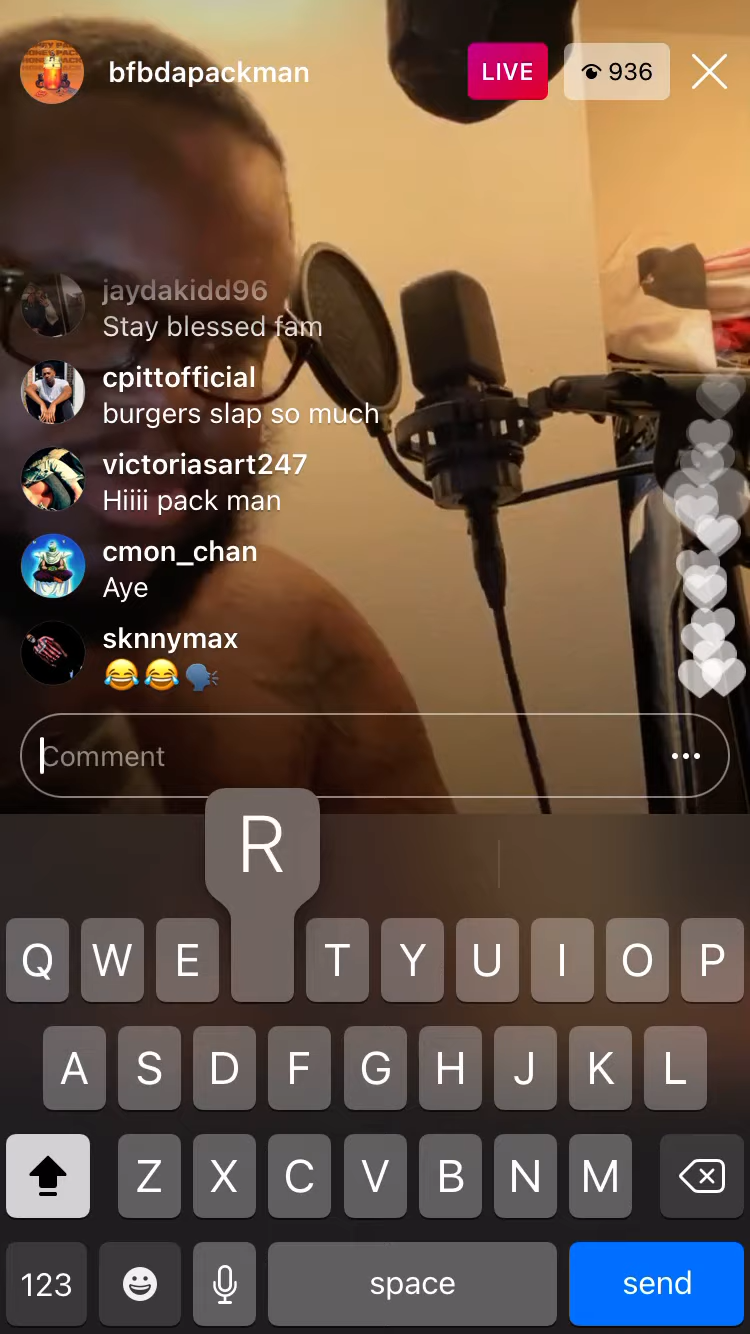 bfbdapackman
LIVE
936
jaydakidd96
Stay blessed fam
cpittofficial
burgers slap so much
victoriasart247
Hiiii pack man
cmon_chan
Aye
sknnymax
😂😂🗣
Comment
R
Q W E T Y U I O P
A S D F G H J K L
Z X C V B N M
123 space send